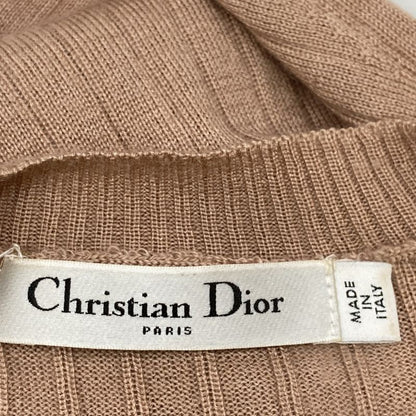 Christian Dior
PARIS
MADE
IN
ITALY